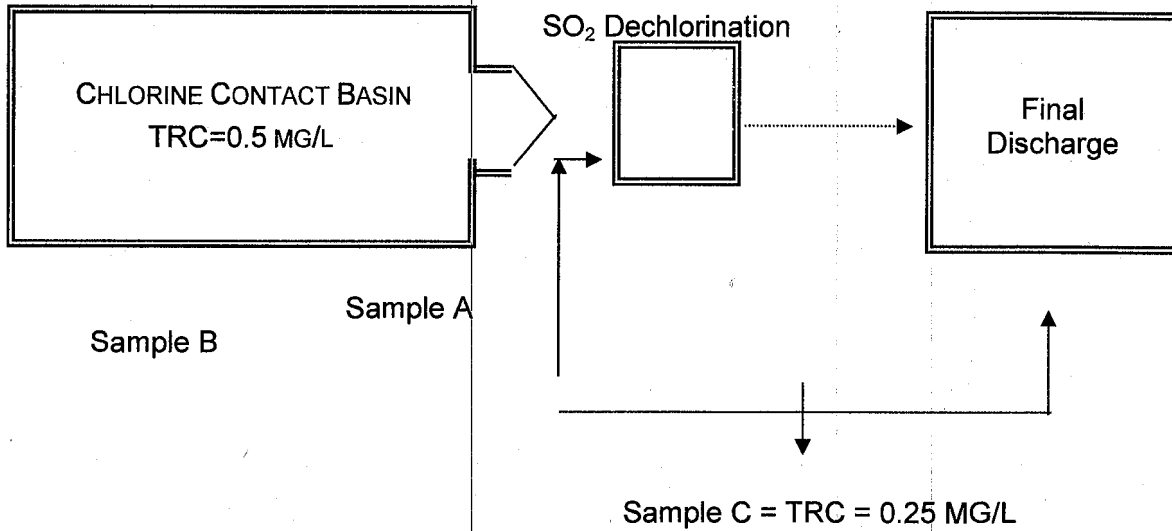 SO₂ Dechlorination
CHLORINE CONTACT BASIN
TRC=0.5 MG/L
Final
Discharge
Sample A
Sample B
Sample C = TRC = 0.25 MG/L